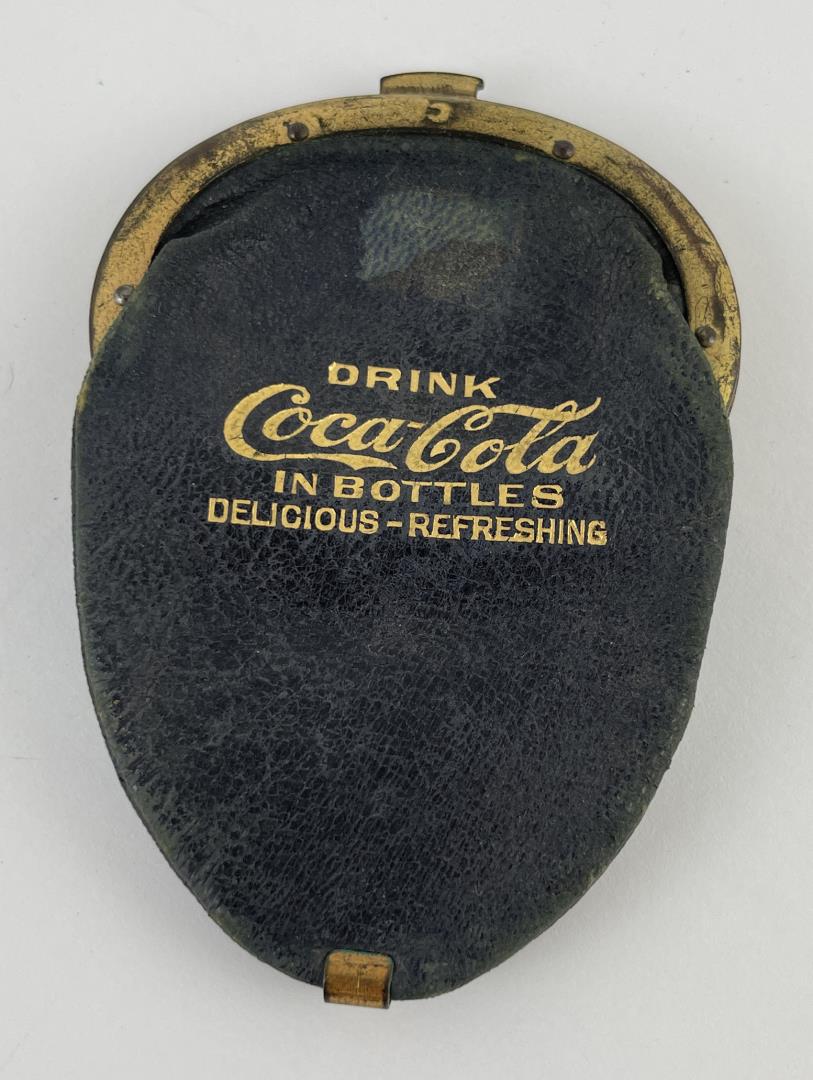 DRINK
Coca-Cola
IN BOTTLES
DELICIOUS-REFRESHING